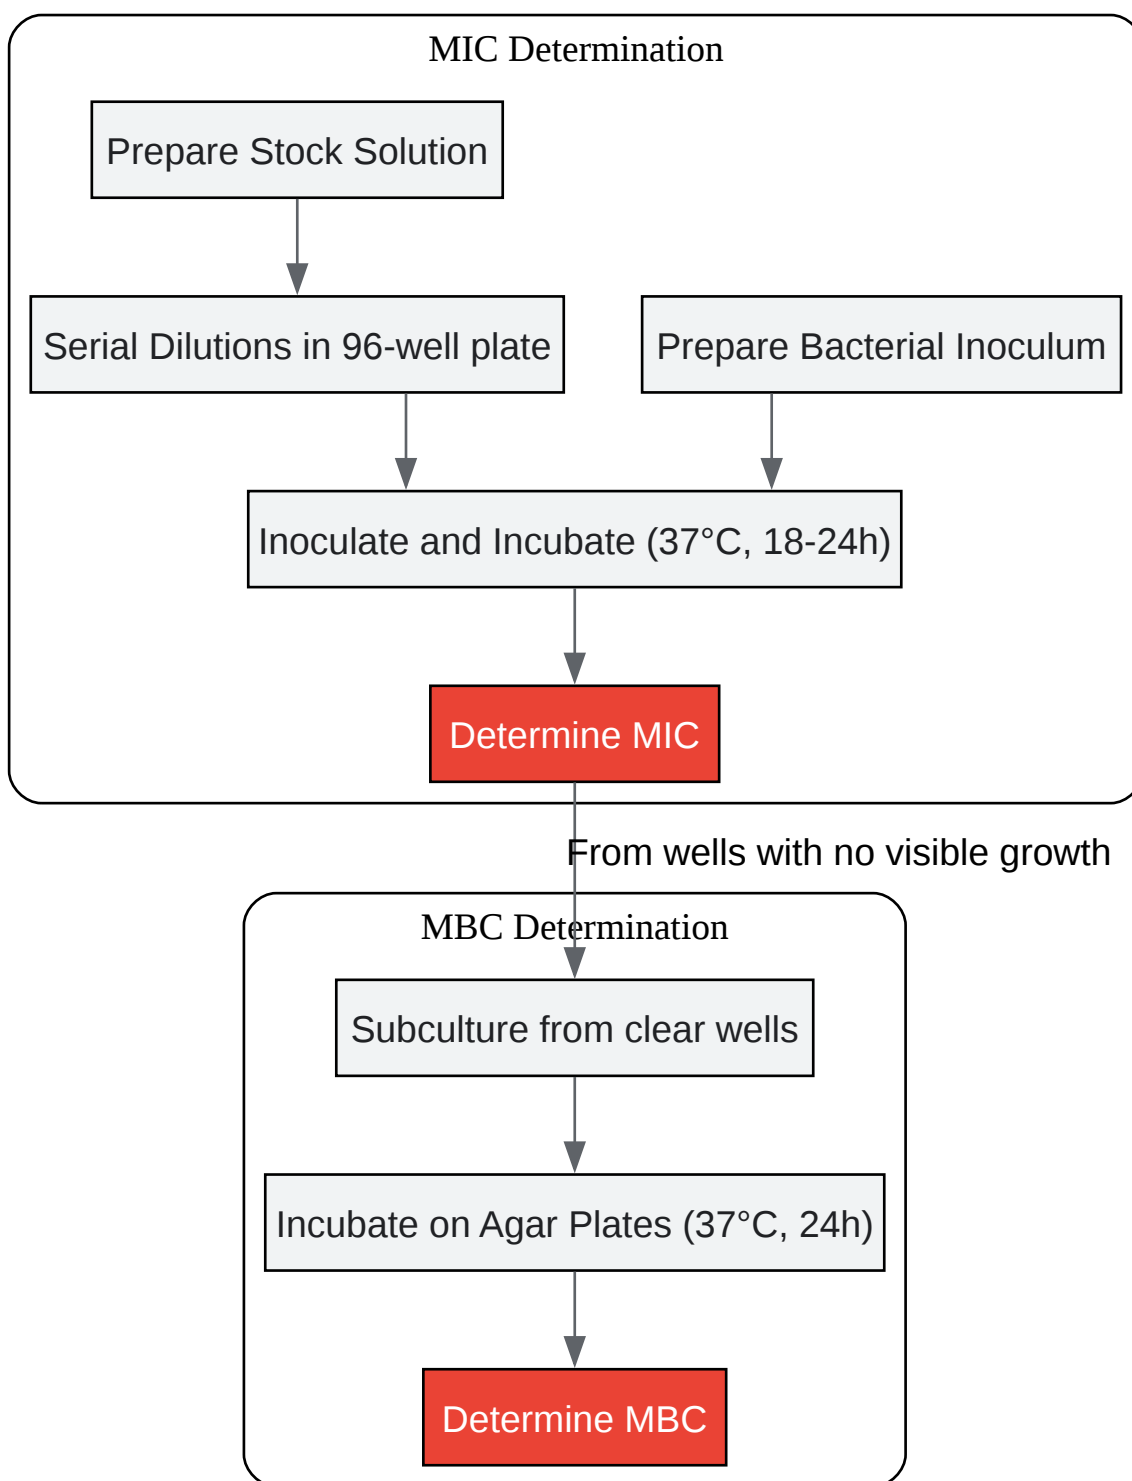 MIC Determination
Prepare Stock Solution
Serial Dilutions in 96-well plate
Prepare Bacterial Inoculum
Inoculate and Incubate (37°C, 18-24h)
Determine MIC
From wells with no visible growth
MBC Determination
Subculture from clear wells
Incubate on Agar Plates (37°C, 24h)
Determine MBC